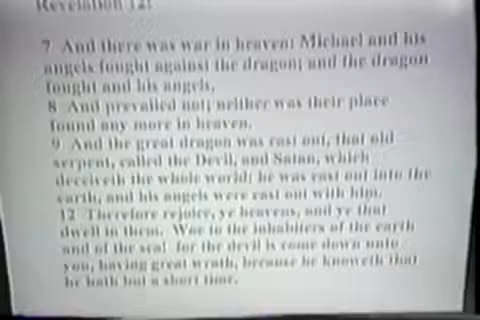 Revelation 12:
7 And there was war in heaven: Michael and his
angels fought against the dragon; and the dragon
fought and his angels,
8 And prevailed not; neither was their place
found any more in heaven.
9 And the great dragon was cast out, that old
serpent, called the Devil, and Satan, which
deceiveth the whole world: he was cast out into the
earth, and his angels were cast out with him.
12 Therefore rejoice, ye heavens, and ye that
dwell in them. Woe to the inhabiters of the earth
and of the sea! for the devil is come down unto
you, having great wrath, because he knoweth that
he hath but a short time.